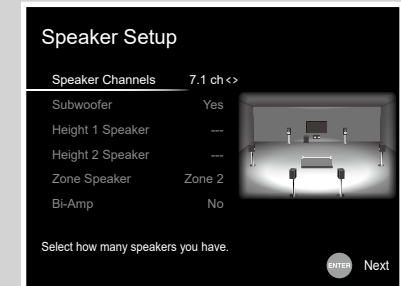 Speaker Setup
Speaker Channels 7.1 ch<>
Subwoofer Yes
Height 1 Speaker ---
Height 2 Speaker ---
Zone Speaker Zone 2
Bi-Amp No
Select how many speakers you have.
ENTER Next